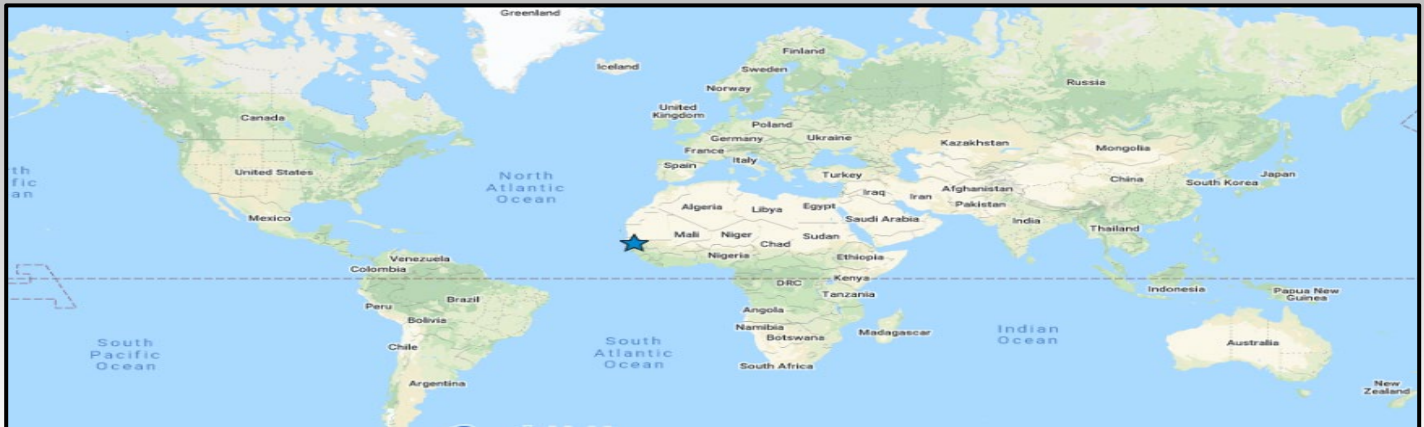 Greenland
Iceland
Finland
Sweden
Norway
Russia
Canada
United
Kingdom
Poland
Germany
Ukraine
France
Kazakhstan
Mongolia
Italy
Spain
Turkey
United States
North
Atlantic
Ocean
th
fic
an
Japan
China
South Korea
Afghanistan
Iraq
Iran
Pakistan
Algeria
Libya
Egypt
Saudi Arabia
Mexico
India
Thailand
Mali
Niger
Chad
Sudan
Nigeria
Ethiopia
Venezuela
Colombia
Kenya
DRC
Indonesia
Papua New
Guinea
Tanzania
Brazil
Peru
Angola
Bolivia
Namibia
Botswana
Madagascar
South
Pacific
Ocean
Chile
South
Atlantic
Ocean
Indian
Ocean
Australia
South Africa
Argentina
New
Zealand